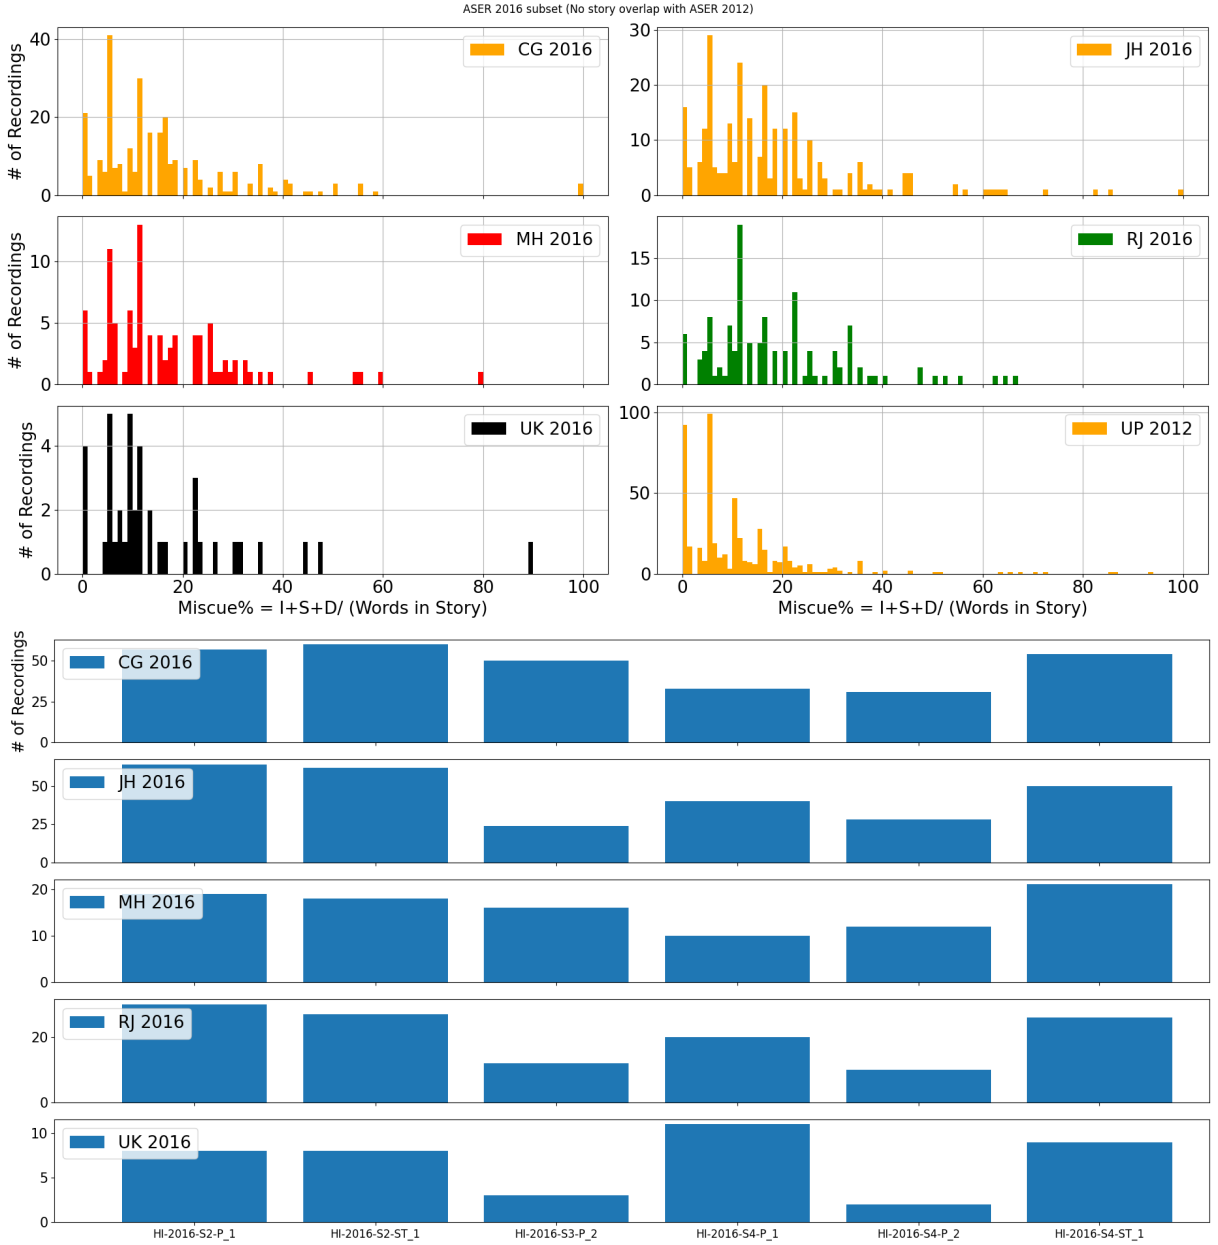 ASER 2016 subset (No story overlap with ASER 2012)
# of Recordings
40
20
0
CG 2016
30
20
10
0
JH 2016
# of Recordings
10
5
0
MH 2016
15
10
5
0
RJ 2016
# of Recordings
4
2
0
UK 2016
0 20 40 60 80 100
Miscue% = I+S+D/ (Words in Story)
100
50
0
UP 2012
0 20 40 60 80 100
Miscue% = I+S+D/ (Words in Story)
# of Recordings
50
25
0
CG 2016
50
25
0
JH 2016
20
10
0
MH 2016
20
0
RJ 2016
10
5
0
UK 2016
HI-2016-S2-P_1 HI-2016-S2-ST_1 HI-2016-S3-P_2 HI-2016-S4-P_1 HI-2016-S4-P_2 HI-2016-S4-ST_1